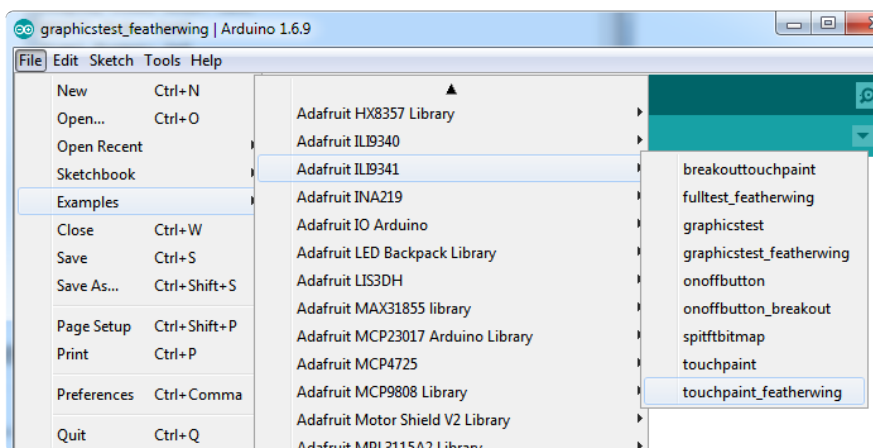 graphicstest_featherwing | Arduino 1.6.9
File Edit Sketch Tools Help
New Ctrl+N
Open... Ctrl+O
Open Recent
Sketchbook
Examples
Close Ctrl+W
Save Ctrl+S
Save As... Ctrl+Shift+S
Page Setup Ctrl+Shift+P
Print Ctrl+P
Preferences Ctrl+Comma
Quit Ctrl+Q
Adafruit HX8357 Library
Adafruit ILI9340
Adafruit ILI9341
Adafruit INA219
Adafruit IO Arduino
Adafruit LED Backpack Library
Adafruit LIS3DH
Adafruit MAX31855 library
Adafruit MCP23017 Arduino Library
Adafruit MCP4725
Adafruit MCP9808 Library
Adafruit Motor Shield V2 Library
Adafruit MPL3115A2 Library
breakouttouchpaint
fulltest_featherwing
graphicstest
graphicstest_featherwing
onoffbutton
onoffbutton_breakout
spitftbitmap
touchpaint
touchpaint_featherwing